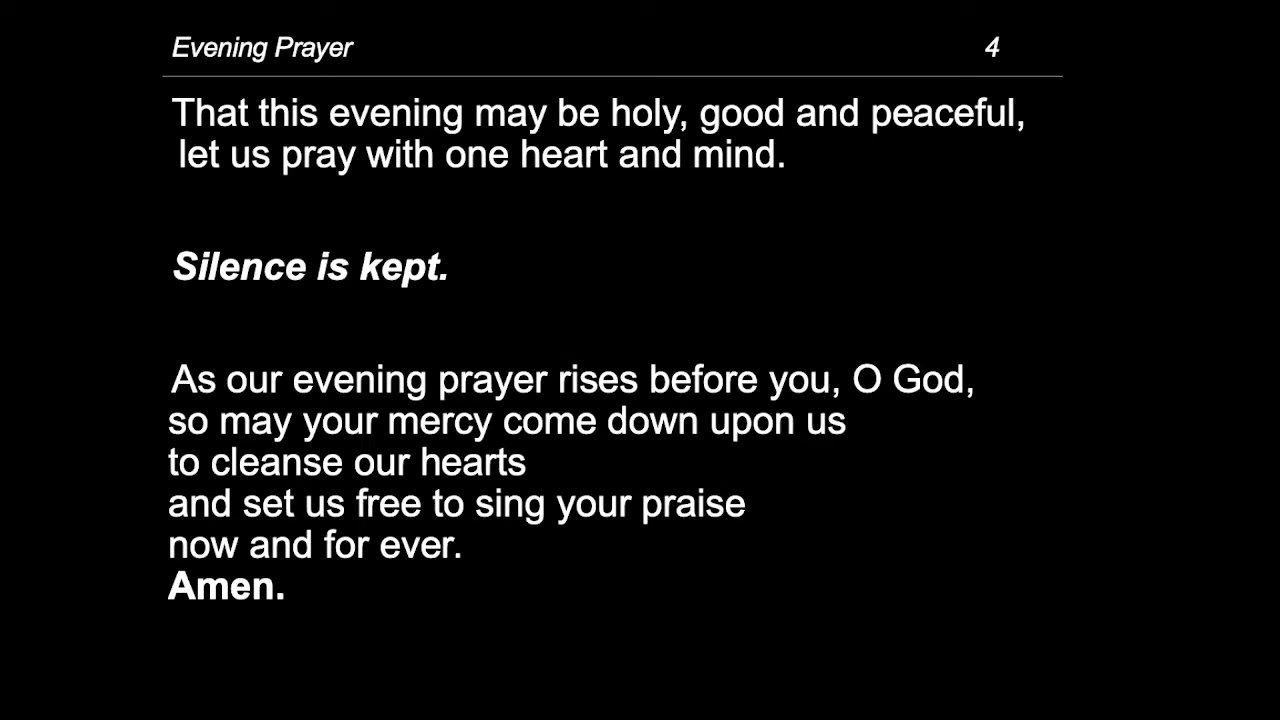 Evening Prayer 4
That this evening may be holy, good and peaceful,
let us pray with one heart and mind.
Silence is kept.
As our evening prayer rises before you, O God,
so may your mercy come down upon us
to cleanse our hearts
and set us free to sing your praise
now and for ever.
Amen.